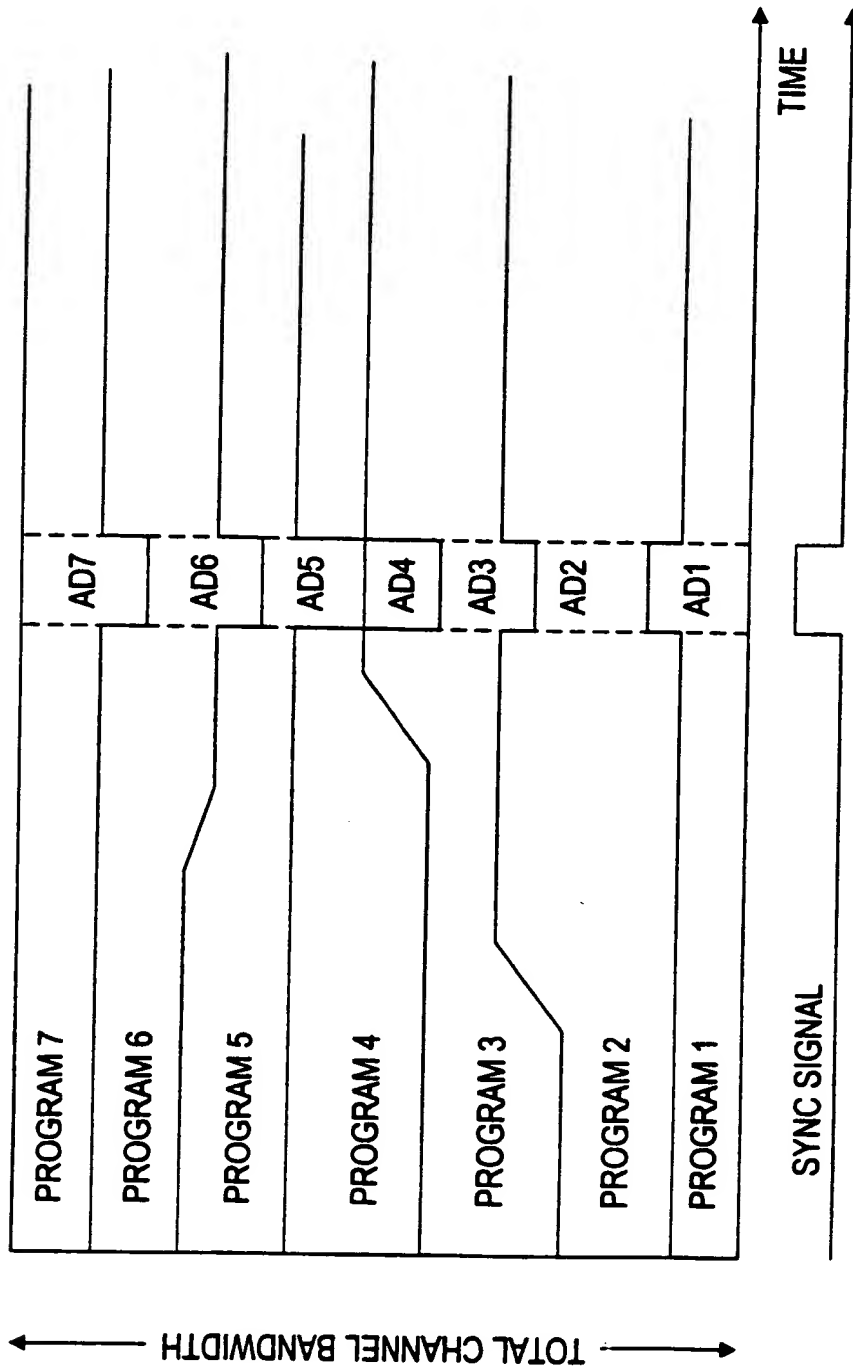 TOTAL CHANNEL BANDWIDTH
PROGRAM 7
PROGRAM 6
PROGRAM 5
PROGRAM 4
PROGRAM 3
PROGRAM 2
PROGRAM 1
AD7
AD6
AD5
AD4
AD3
AD2
AD1
TIME
SYNC SIGNAL